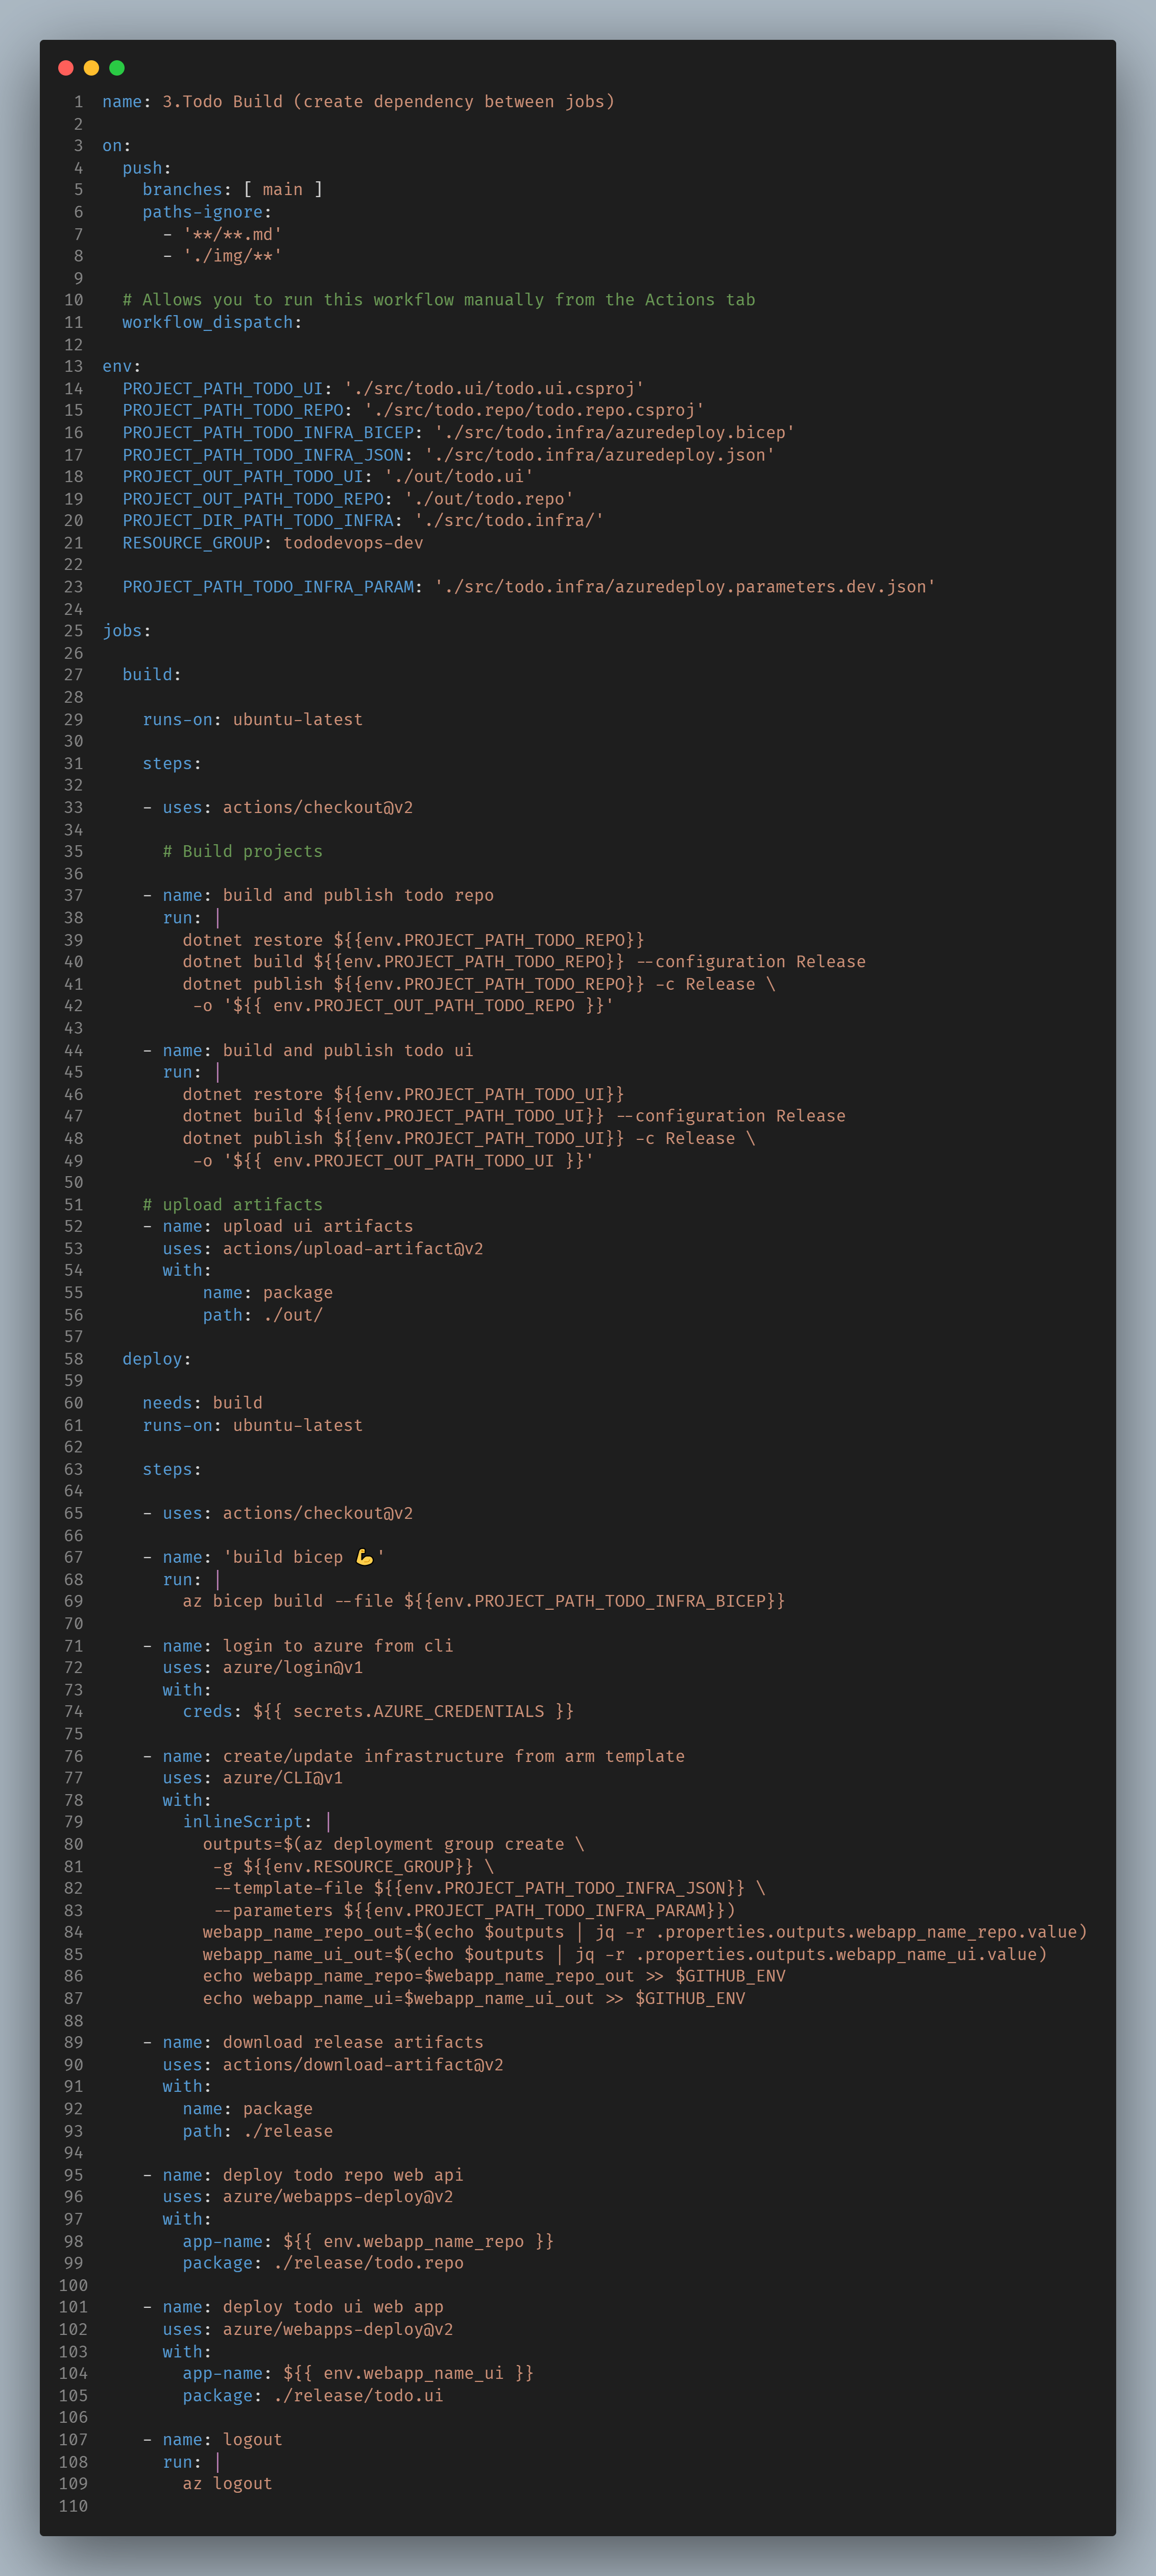 1 name: 3.Todo Build (create dependency between jobs)
2
3 on:
4   push:
5     branches: [ main ]
6     paths-ignore:
7       - '**/**.md'
8       - './img/**'
9
10   # Allows you to run this workflow manually from the Actions tab
11   workflow_dispatch:
12
13 env:
14   PROJECT_PATH_TODO_UI: './src/todo.ui/todo.ui.csproj'
15   PROJECT_PATH_TODO_REPO: './src/todo.repo/todo.repo.csproj'
16   PROJECT_PATH_TODO_INFRA_BICEP: './src/todo.infra/azuredeploy.bicep'
17   PROJECT_PATH_TODO_INFRA_JSON: './src/todo.infra/azuredeploy.json'
18   PROJECT_OUT_PATH_TODO_UI: './out/todo.ui'
19   PROJECT_OUT_PATH_TODO_REPO: './out/todo.repo'
20   PROJECT_DIR_PATH_TODO_INFRA: './src/todo.infra/'
21   RESOURCE_GROUP: tododevops-dev
22
23   PROJECT_PATH_TODO_INFRA_PARAM: './src/todo.infra/azuredeploy.parameters.dev.json'
24
25 jobs:
26
27   build:
28
29     runs-on: ubuntu-latest
30
31     steps:
32
33     - uses: actions/checkout@v2
34
35       # Build projects
36
37     - name: build and publish todo repo
38       run: |
39         dotnet restore ${{env.PROJECT_PATH_TODO_REPO}}
40         dotnet build ${{env.PROJECT_PATH_TODO_REPO}} --configuration Release
41         dotnet publish ${{env.PROJECT_PATH_TODO_REPO}} -c Release \
42          -o '${{ env.PROJECT_OUT_PATH_TODO_REPO }}'
43
44     - name: build and publish todo ui
45       run: |
46         dotnet restore ${{env.PROJECT_PATH_TODO_UI}}
47         dotnet build ${{env.PROJECT_PATH_TODO_UI}} --configuration Release
48         dotnet publish ${{env.PROJECT_PATH_TODO_UI}} -c Release \
49          -o '${{ env.PROJECT_OUT_PATH_TODO_UI }}'
50
51     # upload artifacts
52     - name: upload ui artifacts
53       uses: actions/upload-artifact@v2
54       with:
55           name: package
56           path: ./out/
57
58   deploy:
59
60     needs: build
61     runs-on: ubuntu-latest
62
63     steps:
64
65     - uses: actions/checkout@v2
66
67     - name: 'build bicep 💪'
68       run: |
69         az bicep build --file ${{env.PROJECT_PATH_TODO_INFRA_BICEP}}
70
71     - name: login to azure from cli
72       uses: azure/login@v1
73       with:
74         creds: ${{ secrets.AZURE_CREDENTIALS }}
75
76     - name: create/update infrastructure from arm template
77       uses: azure/CLI@v1
78       with:
79         inlineScript: |
80           outputs=$(az deployment group create \
81            -g ${{env.RESOURCE_GROUP}} \
82            --template-file ${{env.PROJECT_PATH_TODO_INFRA_JSON}} \
83            --parameters ${{env.PROJECT_PATH_TODO_INFRA_PARAM}})
84           webapp_name_repo_out=$(echo $outputs | jq -r .properties.outputs.webapp_name_repo.value)
85           webapp_name_ui_out=$(echo $outputs | jq -r .properties.outputs.webapp_name_ui.value)
86           echo webapp_name_repo=$webapp_name_repo_out >> $GITHUB_ENV
87           echo webapp_name_ui=$webapp_name_ui_out >> $GITHUB_ENV
88
89     - name: download release artifacts
90       uses: actions/download-artifact@v2
91       with:
92         name: package
93         path: ./release
94
95     - name: deploy todo repo web api
96       uses: azure/webapps-deploy@v2
97       with:
98         app-name: ${{ env.webapp_name_repo }}
99         package: ./release/todo.repo
100
101     - name: deploy todo ui web app
102       uses: azure/webapps-deploy@v2
103       with:
104         app-name: ${{ env.webapp_name_ui }}
105         package: ./release/todo.ui
106
107     - name: logout
108       run: |
109         az logout
110